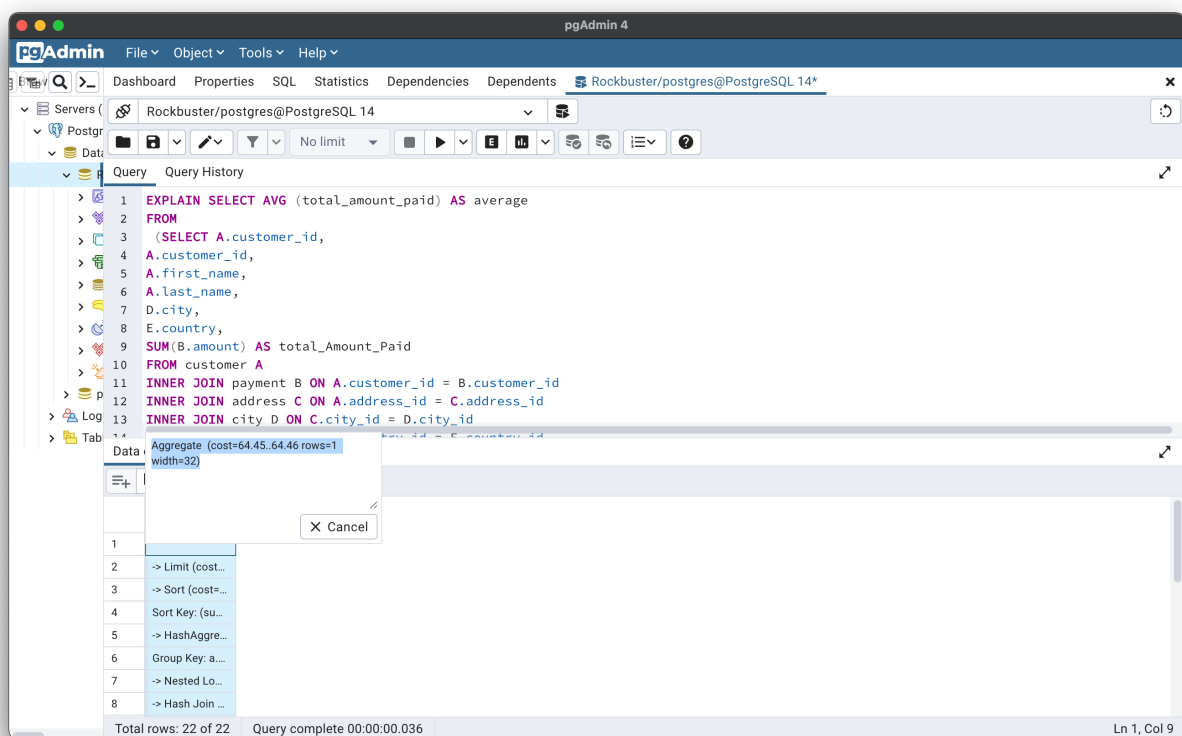 pgAdmin 4
pgAdmin File Object Tools Help
Dashboard Properties SQL Statistics Dependencies Dependents Rockbuster/postgres@PostgreSQL 14*
Servers (
Rockbuster/postgres@PostgreSQL 14
Postgr
No limit
Data
Query Query History
1 EXPLAIN SELECT AVG (total_amount_paid) AS average
2 FROM
3 (SELECT A.customer_id,
4 A.customer_id,
5 A.first_name,
6 A.last_name,
7 D.city,
8 E.country,
9 SUM(B.amount) AS total_Amount_Paid
10 FROM customer A
11 INNER JOIN payment B ON A.customer_id = B.customer_id
12 INNER JOIN address C ON A.address_id = C.address_id
13 INNER JOIN city D ON C.city_id = D.city_id
14
Log
Tab
Data
Aggregate (cost=64.45..64.46 rows=1
width=32)
Cancel
1
2 -> Limit (cost...
3 -> Sort (cost=...
4 Sort Key: (su...
5 -> HashAggre...
6 Group Key: a....
7 -> Nested Lo...
8 -> Hash Join ...
Total rows: 22 of 22 Query complete 00:00:00.036 Ln 1, Col 9